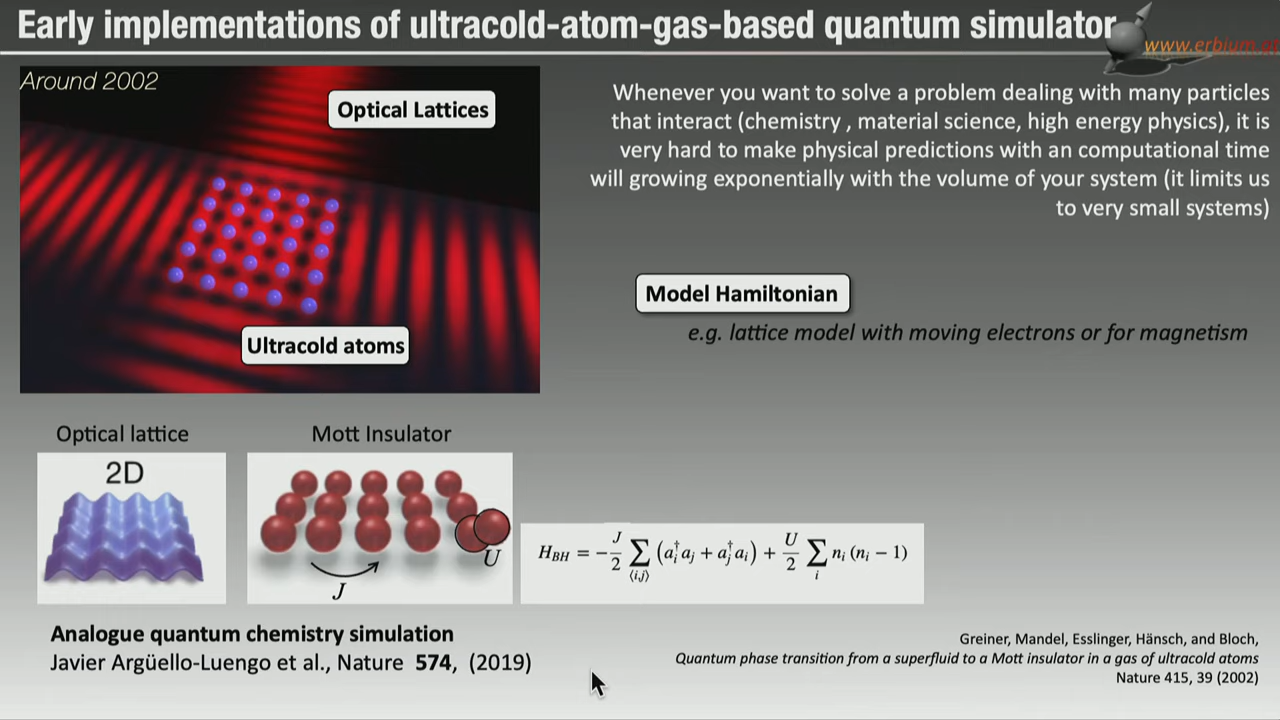 Early implementations of ultracold-atom-gas-based quantum simulator
www.erbium.at
Around 2002
Optical Lattices
Ultracold atoms
Whenever you want to solve a problem dealing with many particles
that interact (chemistry , material science, high energy physics), it is
very hard to make physical predictions with an computational time
will growing exponentially with the volume of your system (it limits us
to very small systems)
Model Hamiltonian
e.g. lattice model with moving electrons or for magnetism
Optical lattice
2D
Mott Insulator
U
J
H_BH = −J/2 ∑_⟨i,j⟩ (a_i† a_j + a_j† a_i) + U/2 ∑_i n_i (n_i − 1)
Analogue quantum chemistry simulation
Javier Argüello-Luengo et al., Nature 574, (2019)
Greiner, Mandel, Esslinger, Hänsch, and Bloch,
Quantum phase transition from a superfluid to a Mott insulator in a gas of ultracold atoms
Nature 415, 39 (2002)